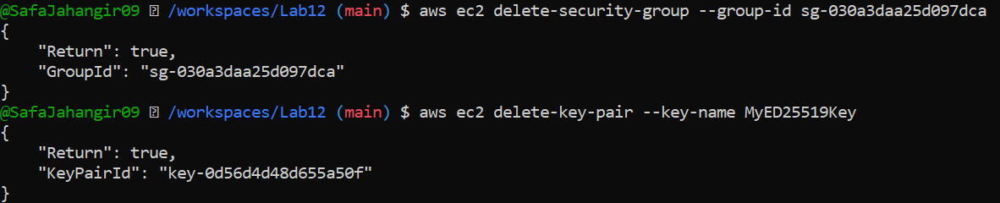 @SafaJahangir09 /workspaces/Lab12 (main) $ aws ec2 delete-security-group --group-id sg-030a3daa25d097dca
{
    "Return": true,
    "GroupId": "sg-030a3daa25d097dca"
}
@SafaJahangir09 /workspaces/Lab12 (main) $ aws ec2 delete-key-pair --key-name MyED25519Key
{
    "Return": true,
    "KeyPairId": "key-0d56d4d48d655a50f"
}